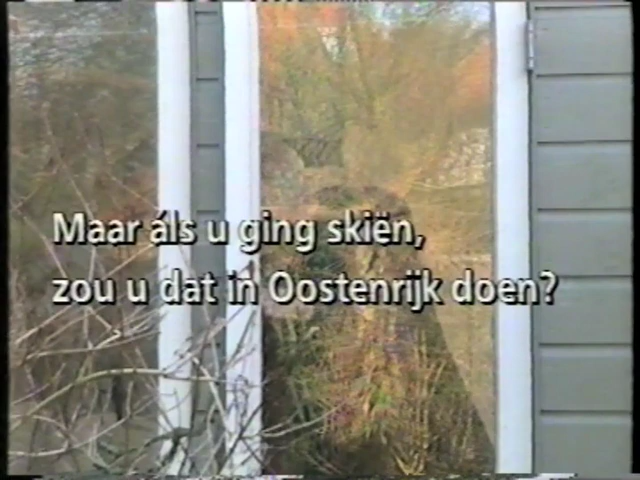 Maar áls u ging skiën,
zou u dat in Oostenrijk doen?